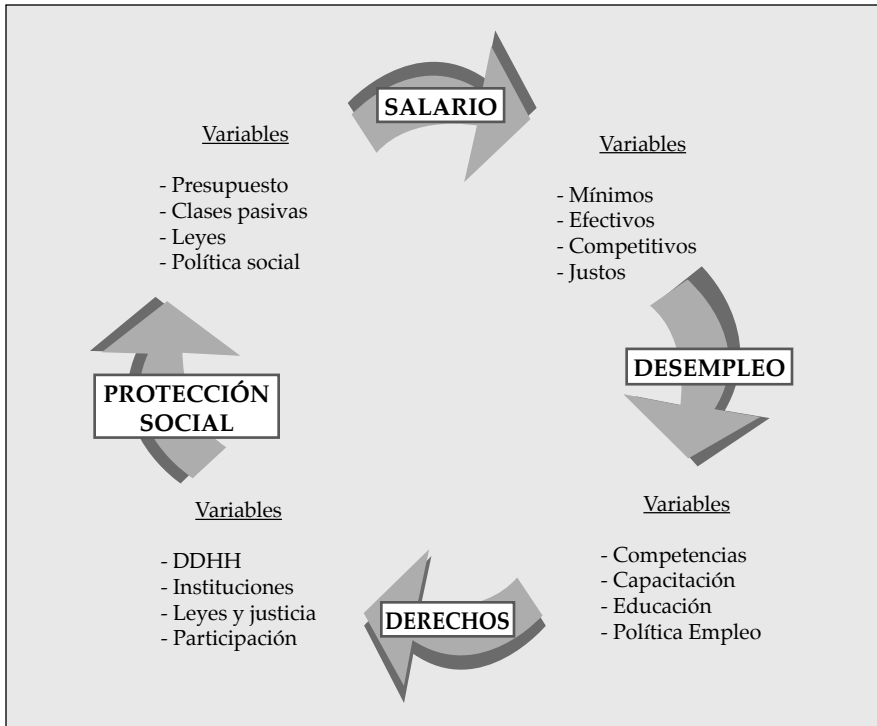 SALARIO
Variables
- Presupuesto
- Clases pasivas
- Leyes
- Política social
Variables
- Mínimos
- Efectivos
- Competitivos
- Justos
DESEMPLEO
PROTECCIÓN
SOCIAL
Variables
- DDHH
- Instituciones
- Leyes y justicia
- Participación
DERECHOS
Variables
- Competencias
- Capacitación
- Educación
- Política Empleo